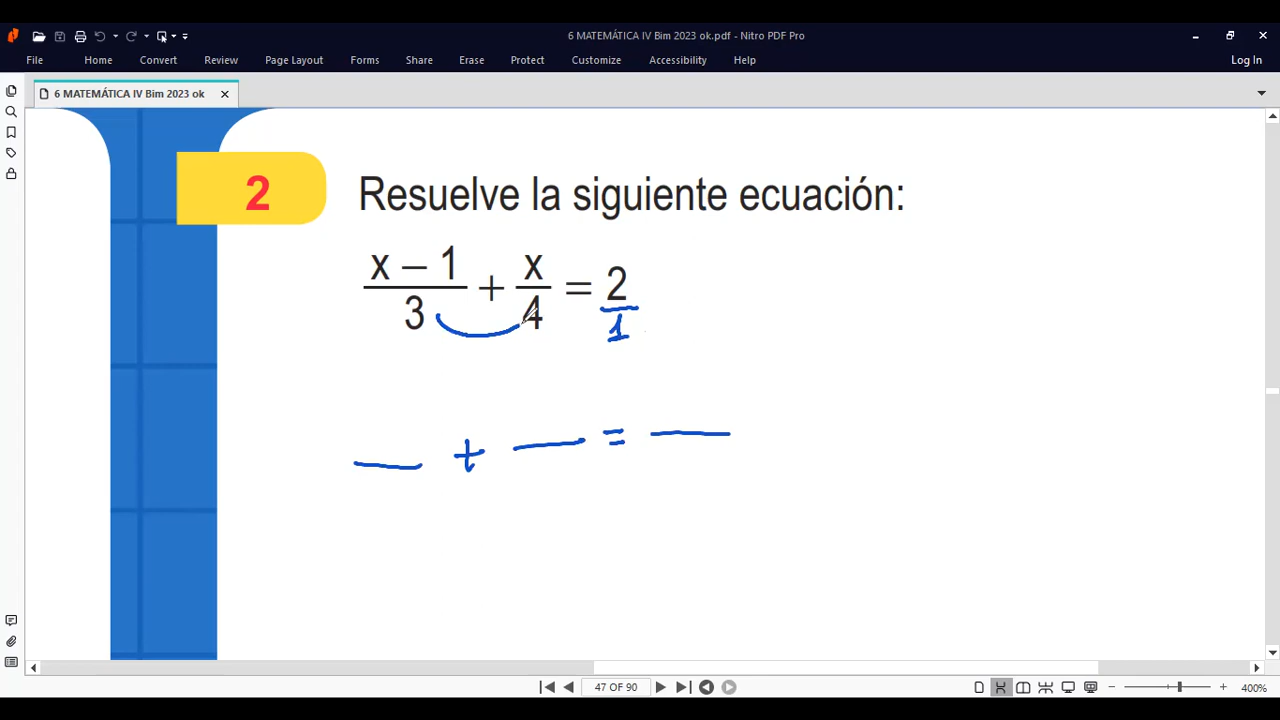 6 MATEMÁTICA IV Bim 2023 ok.pdf - Nitro PDF Pro
File Home Convert Review Page Layout Forms Share Erase Protect Customize Accessibility Help Log In
6 MATEMÁTICA IV Bim 2023 ok
2 Resuelve la siguiente ecuación:
x – 1 x
+ = 2
3 4 1
+ =
47 OF 90 400%